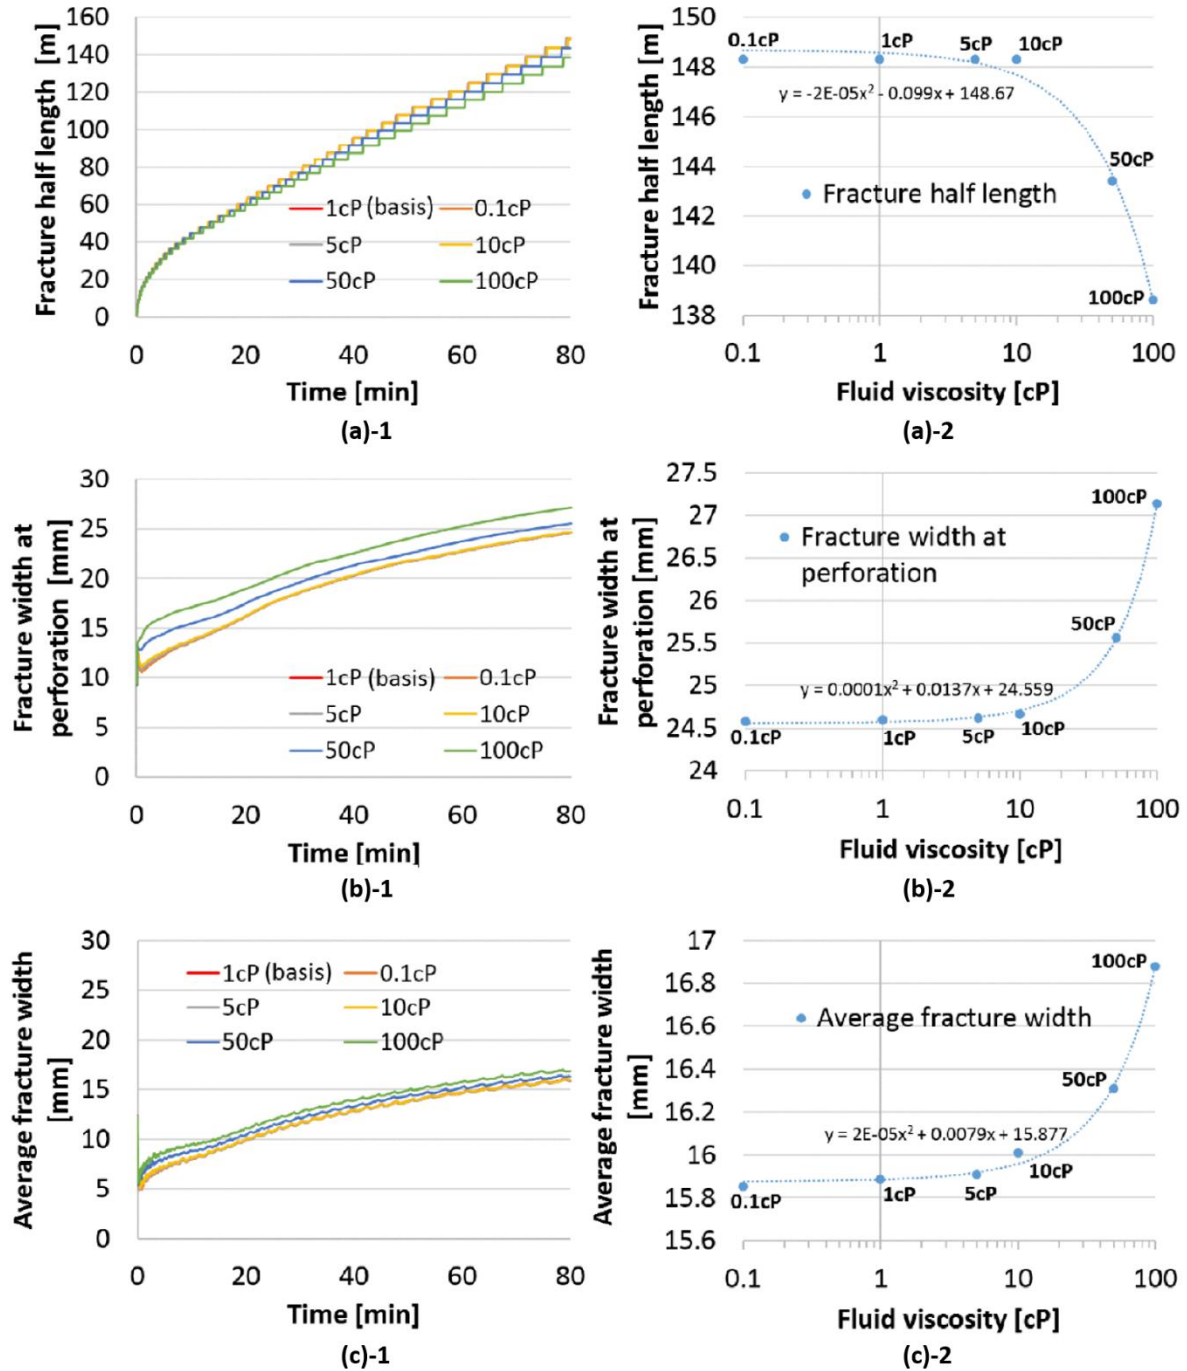 Fracture half length [m]
160
140
120
100
80
60
40
20
0
1cP (basis) 0.1cP
5cP 10cP
50cP 100cP
0 20 40 60 80
Time [min]
(a)-1
Fracture half length [m]
150
148
146
144
142
140
138
0.1cP 1cP 5cP 10cP
y = -2E-05x² - 0.099x + 148.67
50cP
Fracture half length
100cP
0.1 1 10 100
Fluid viscosity [cP]
(a)-2
Fracture width at
perforation [mm]
30
25
20
15
10
5
0
1cP (basis) 0.1cP
5cP 10cP
50cP 100cP
0 20 40 60 80
Time [min]
(b)-1
Fracture width at
perforation [mm]
27.5
27
26.5
26
25.5
25
24.5
24
100cP
Fracture width at
perforation
50cP
y = 0.0001x² + 0.0137x + 24.559
0.1cP 1cP 5cP 10cP
0.1 1 10 100
Fluid viscosity [cP]
(b)-2
Average fracture width
[mm]
30
25
20
15
10
5
0
1cP (basis) 0.1cP
5cP 10cP
50cP 100cP
0 20 40 60 80
Time [min]
(c)-1
Average fracture width
[mm]
17
16.8
16.6
16.4
16.2
16
15.8
15.6
100cP
Average fracture width
50cP
y = 2E-05x² + 0.0079x + 15.877
0.1cP 1cP 5cP 10cP
0.1 1 10 100
Fluid viscosity [cP]
(c)-2